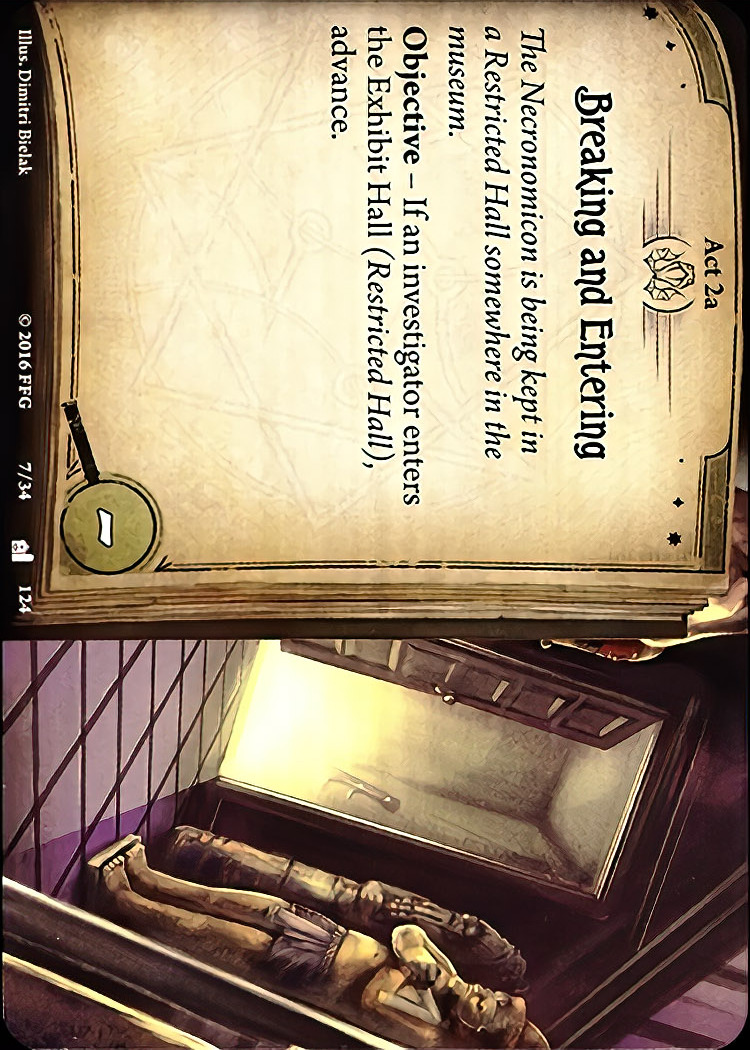 Act 2a
Breaking and Entering
The Necronomicon is being kept in
a Restricted Hall somewhere in the
museum.
Objective – If an investigator enters
the Exhibit Hall (Restricted Hall),
advance.
–
Illus. Dimitri Bielak © 2016 FFG 7/34 124